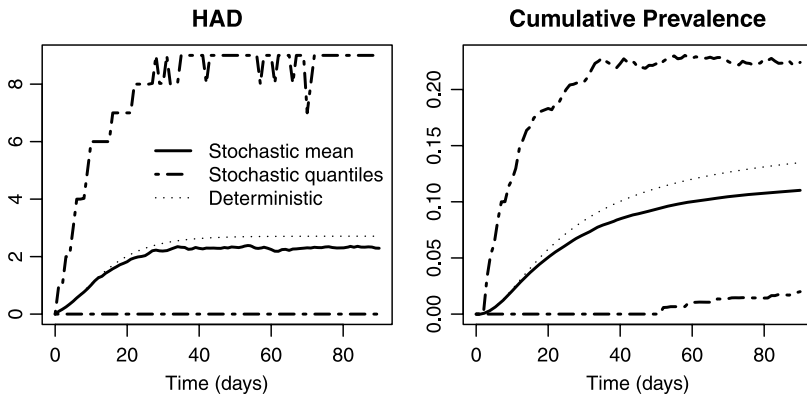 HAD
Cumulative Prevalence
8
6
4
2
0
Stochastic mean
Stochastic quantiles
Deterministic
0.20
0.15
0.10
0.05
0.00
0 20 40 60 80
0 20 40 60 80
Time (days)
Time (days)